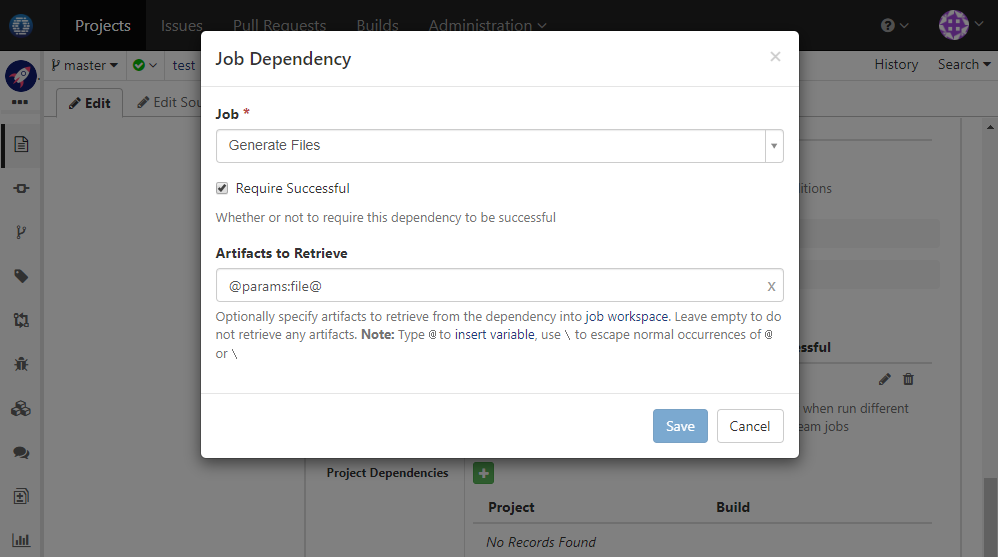 Projects Issues Pull Requests Builds Administration
master test History Search
Edit Edit Sou
Job Dependency
×
Job *
Generate Files
Require Successful
Whether or not to require this dependency to be successful
Artifacts to Retrieve
@params:file@ X
Optionally specify artifacts to retrieve from the dependency into job workspace. Leave empty to
do not retrieve any artifacts. Note: Type @ to insert variable, use \ to escape normal occurrences of @
or \
Save Cancel
itions
ssful
when run different
eam jobs
Project Dependencies
Project Build
No Records Found